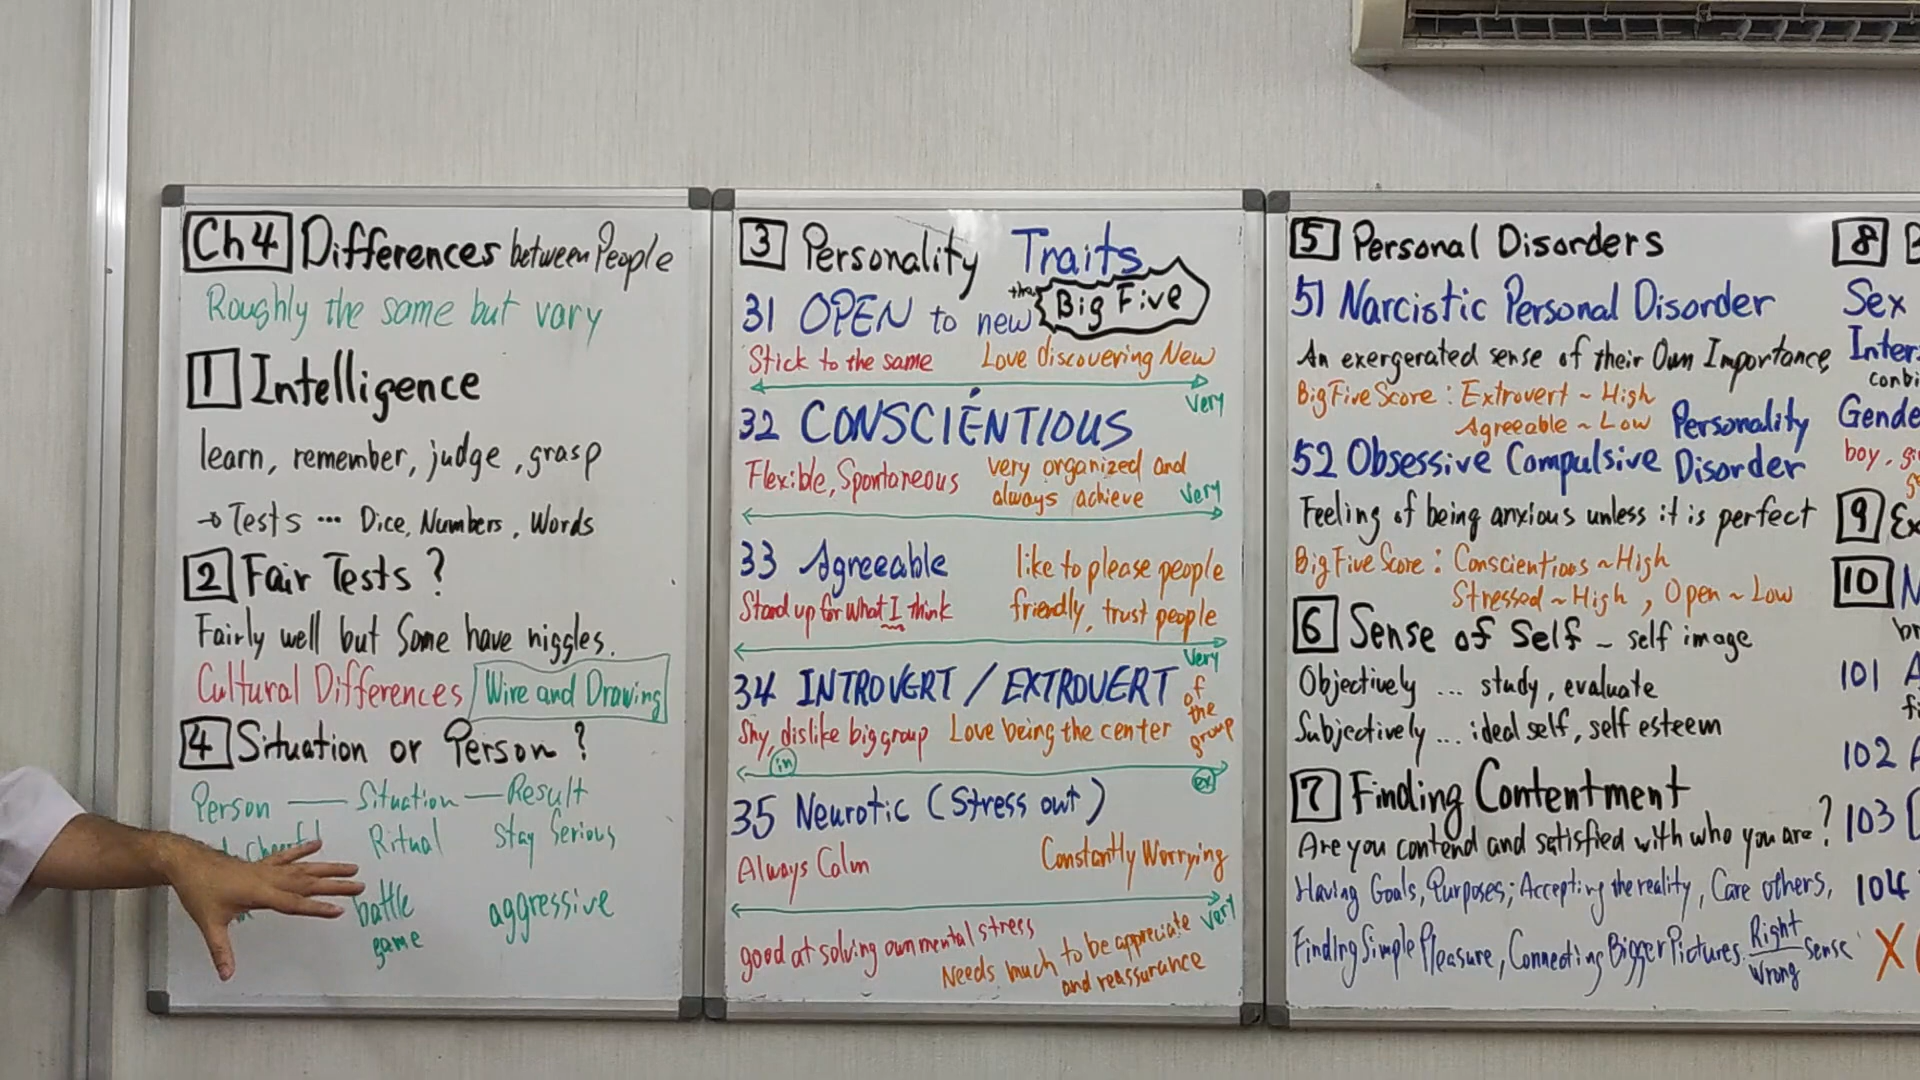 Ch4 Differences between People
Roughly the same but vary
1 Intelligence
learn, remember, judge, grasp
→ Tests ... Dice, Numbers, Words
2 Fair Tests?
Fairly well but Some have niggles.
Cultural Differences Wire and Drawing
4 Situation or Person?
Person — Situation — Result
Ritual Stay Serious
battle game aggressive
3 Personality Traits
the Big Five
31 OPEN to new
Stick to the same Love discovering New
Very
32 CONSCIENTIOUS
Flexible, Spontaneous very organized and always achieve
Very
33 Agreeable like to please people
Stand up for what I think friendly, trust people
Very
34 INTROVERT / EXTROVERT
Shy, dislike big group Love being the center of the group
in ex
35 Neurotic (Stress out)
Always Calm Constantly Worrying
Very
good at solving own mental stress
Needs much to be appreciate and reassurance
5 Personal Disorders
51 Narcistic Personal Disorder
An exergerated sense of their Own Importance
Big Five Score: Extrovert ~ High
Agreeable ~ Low
52 Obsessive Compulsive Personality Disorder
Feeling of being anxious unless it is perfect
Big Five Score: Conscientious ~ High
Stressed ~ High, Open ~ Low
6 Sense of Self ~ self image
Objectively ... study, evaluate
Subjectively ... ideal self, self esteem
7 Finding Contentment
Are you contend and satisfied with who you are?
Having Goals, Purposes, Accepting the reality, Care others,
Finding Simple Pleasure, Connecting Bigger Pictures. Right Wrong sense
8
Sex
9
10
101
102
103
104